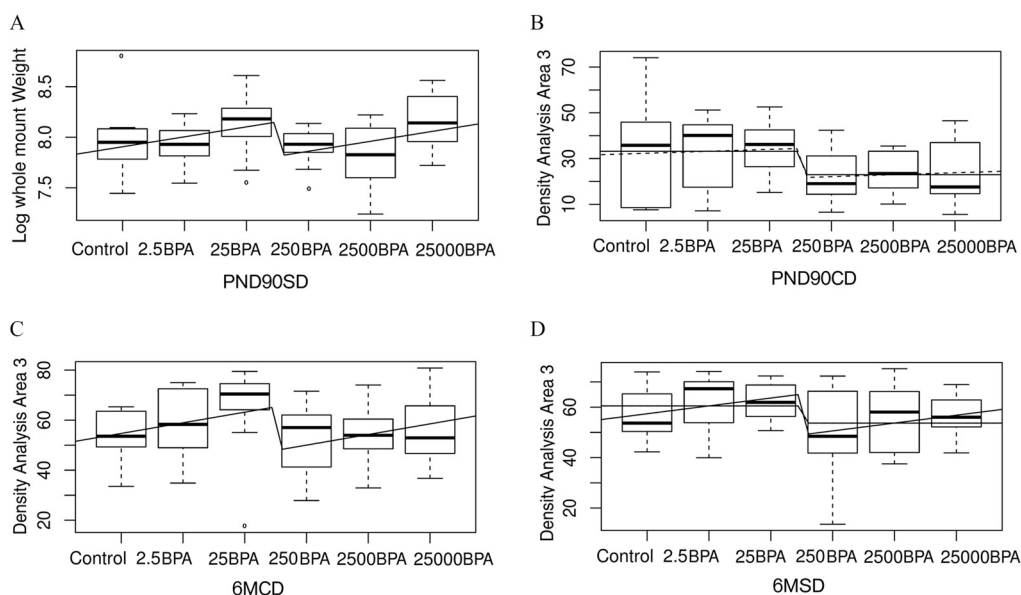 A
Log whole mount Weight
8.5
8.0
7.5
Control 2.5BPA 25BPA 250BPA 2500BPA 25000BPA
PND90SD
B
Density Analysis Area 3
70
50
30
10
Control 2.5BPA 25BPA 250BPA 2500BPA 25000BPA
PND90CD
C
Density Analysis Area 3
80
60
40
20
Control 2.5BPA 25BPA 250BPA 2500BPA 25000BPA
6MCD
D
Density Analysis Area 3
60
40
20
Control 2.5BPA 25BPA 250BPA 2500BPA 25000BPA
6MSD